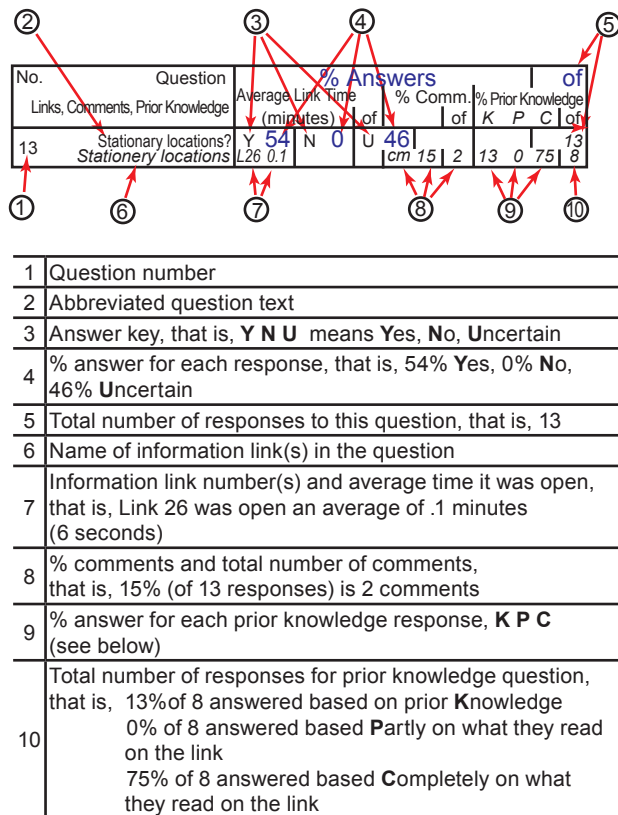 ② ③ ④ ⑤
No. Question % Answers of
Links, Comments, Prior Knowledge Average Link Time (minutes) of % Comm. of % Prior Knowledge K P C of
13 Stationary locations? Y 54 N 0 U 46 13
Stationery locations L26 0.1 cm 15 2 13 0 75 8
① ⑥ ⑦ ⑧ ⑨ ⑩
1 Question number
2 Abbreviated question text
3 Answer key, that is, Y N U means Yes, No, Uncertain
4 % answer for each response, that is, 54% Yes, 0% No,
46% Uncertain
5 Total number of responses to this question, that is, 13
6 Name of information link(s) in the question
7 Information link number(s) and average time it was open,
that is, Link 26 was open an average of .1 minutes
(6 seconds)
8 % comments and total number of comments,
that is, 15% (of 13 responses) is 2 comments
9 % answer for each prior knowledge response, K P C
(see below)
10 Total number of responses for prior knowledge question,
that is, 13%of 8 answered based on prior Knowledge
0% of 8 answered based Partly on what they read
on the link
75% of 8 answered based Completely on what
they read on the link